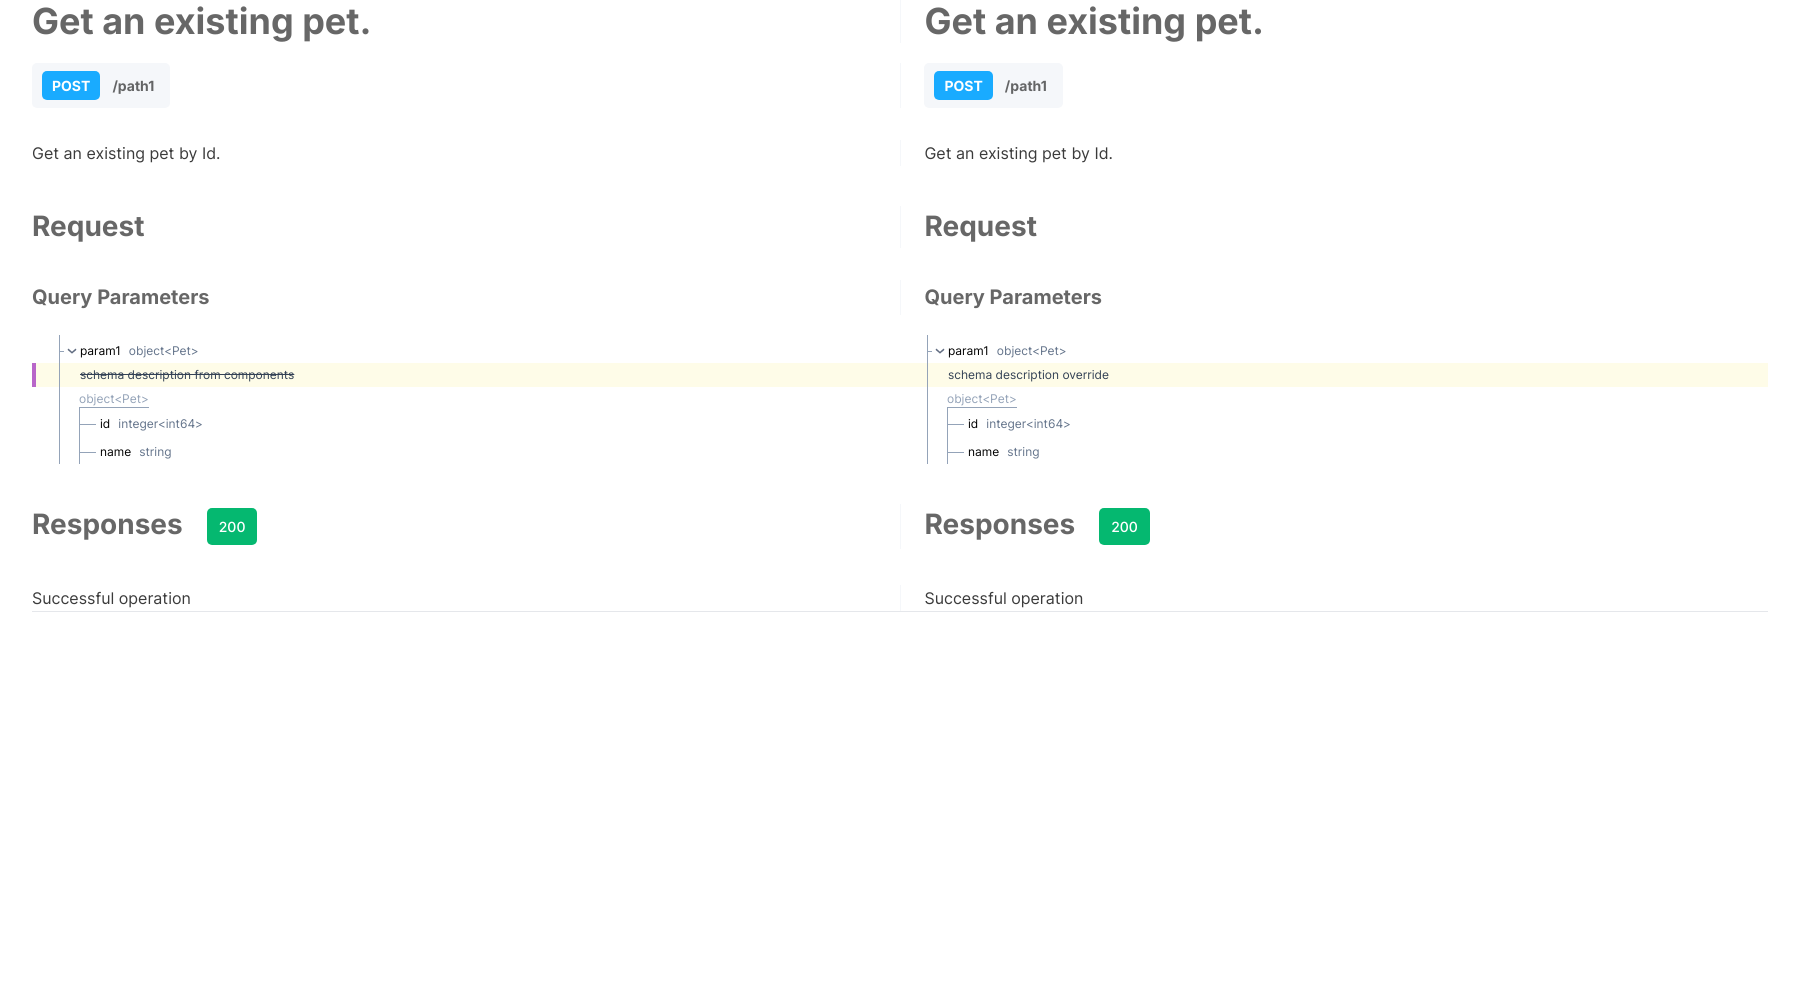 Get an existing pet.
POST /path1
Get an existing pet by Id.
Request
Query Parameters
param1 object<Pet>
schema description from components
object<Pet>
id integer<int64>
name string
Responses 200
Successful operation
Get an existing pet.
POST /path1
Get an existing pet by Id.
Request
Query Parameters
param1 object<Pet>
schema description override
object<Pet>
id integer<int64>
name string
Responses 200
Successful operation